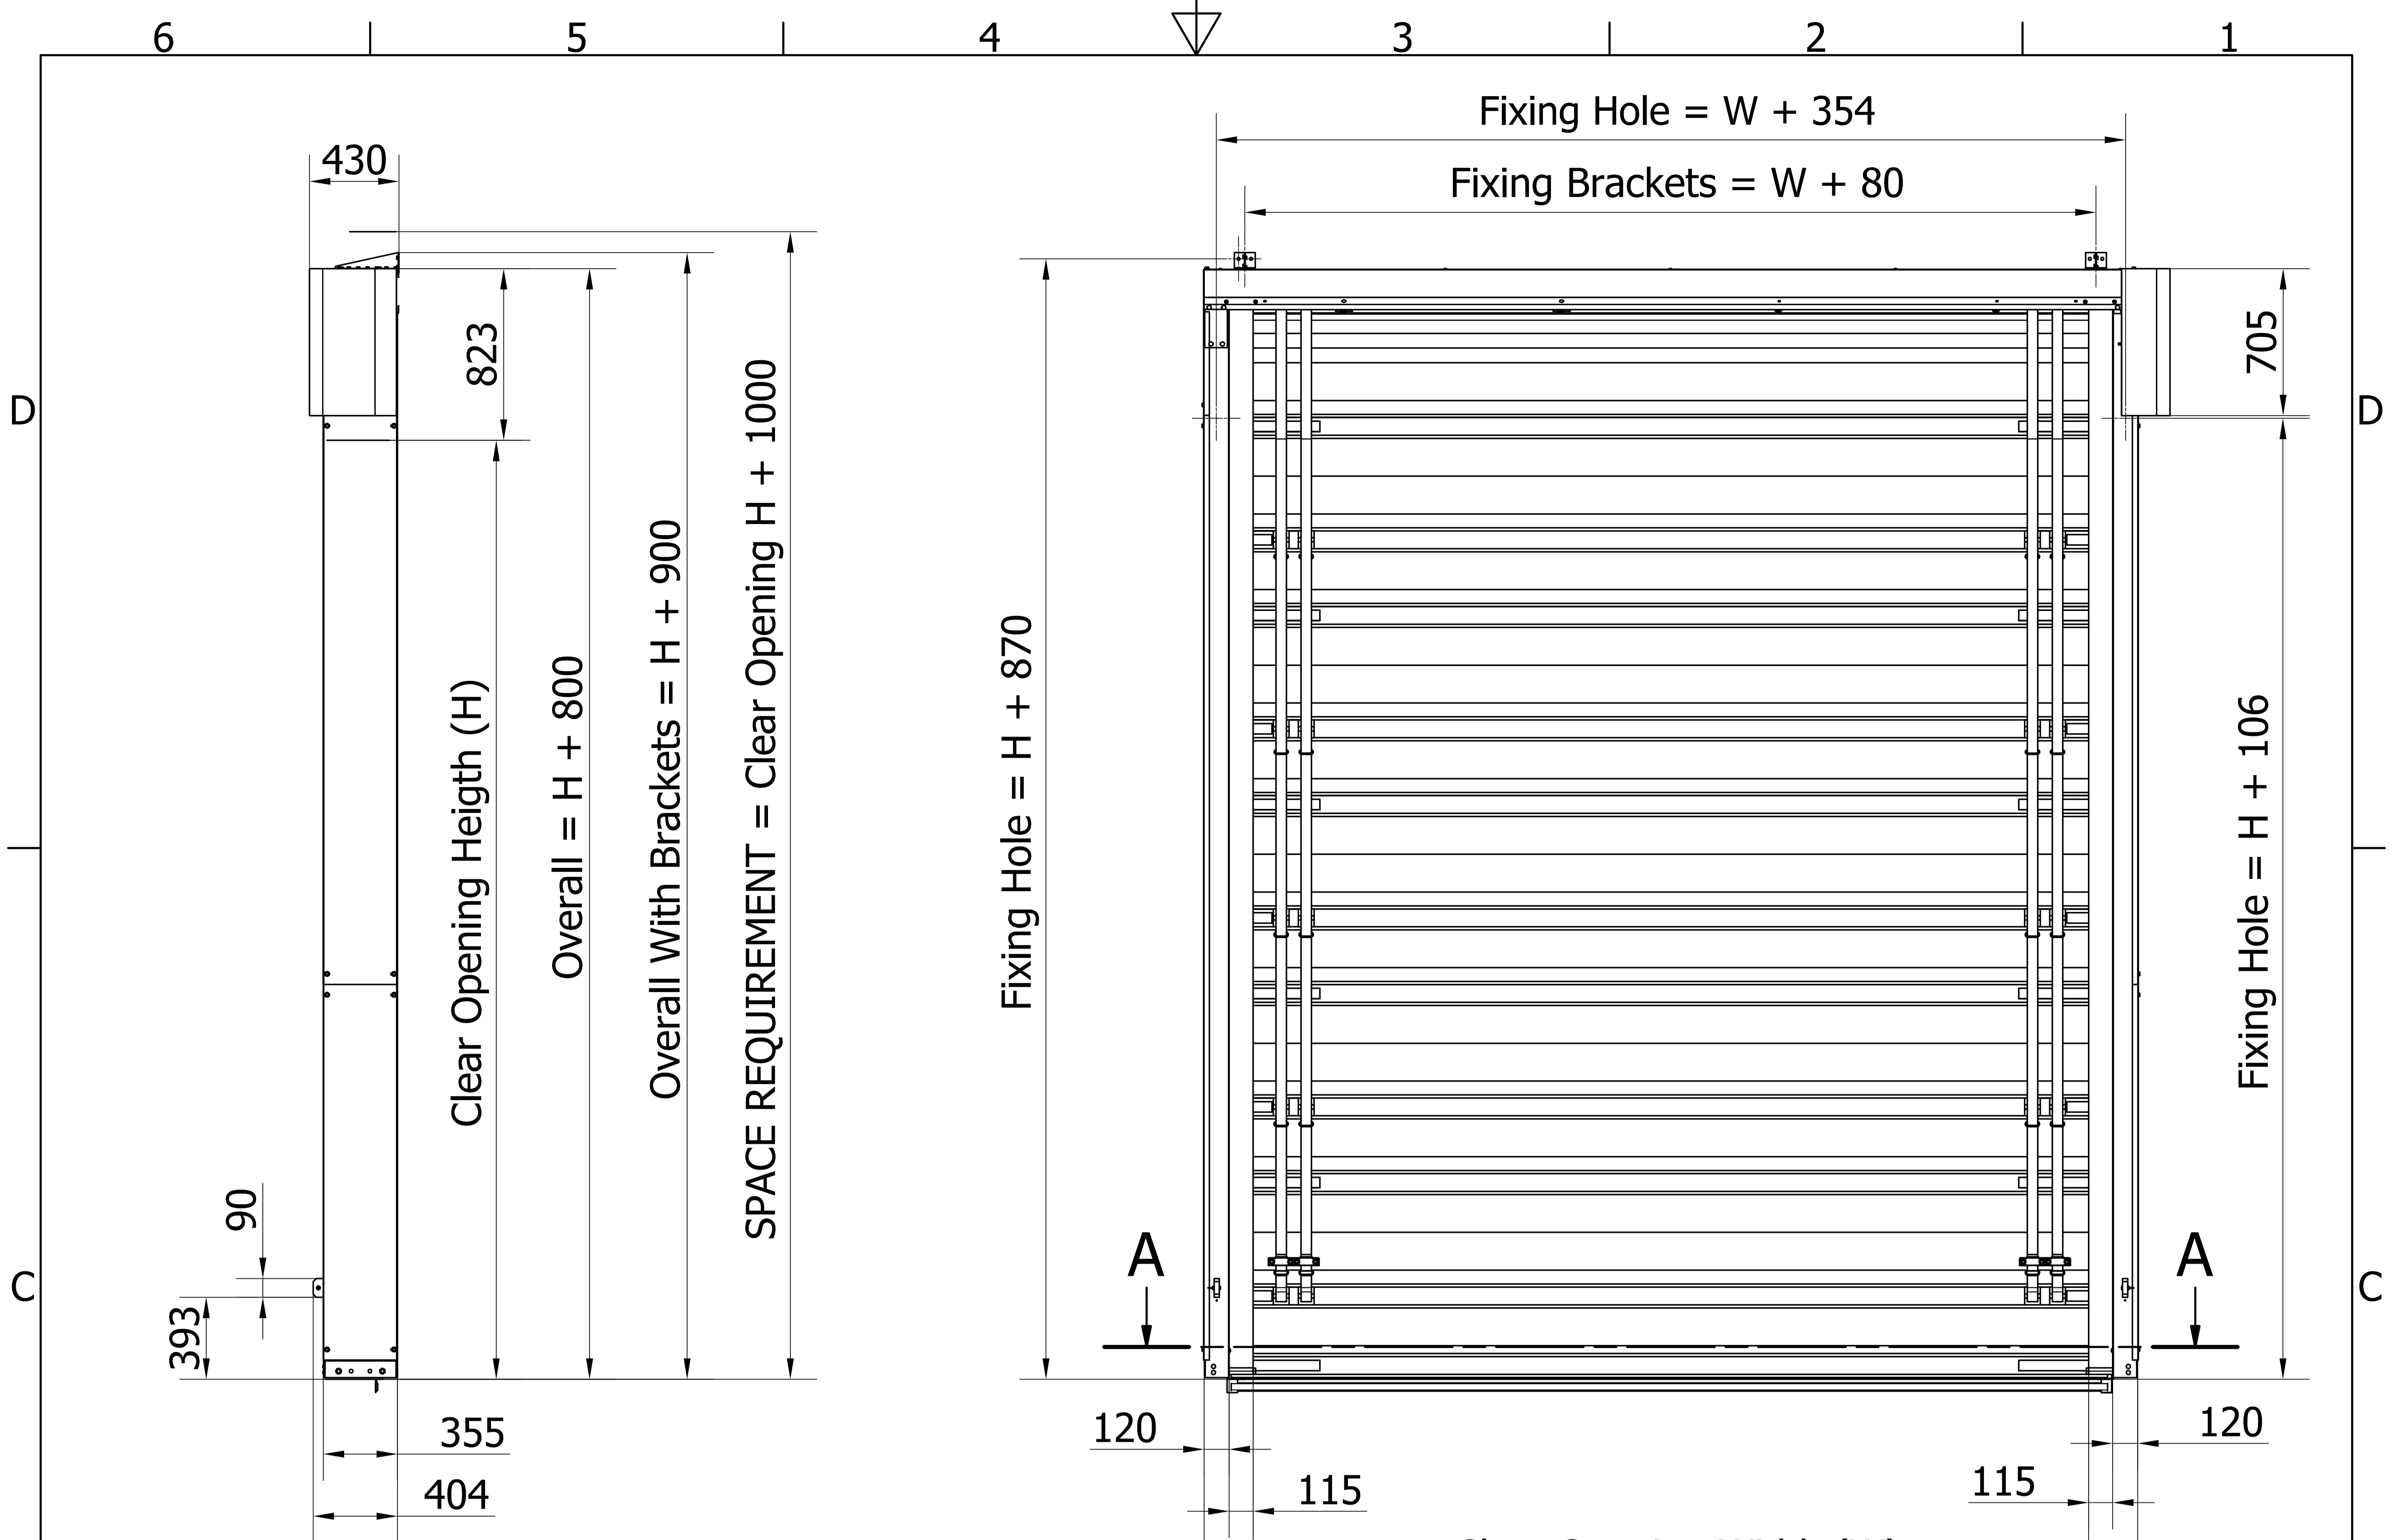 6 5 4 3 2 1
Fixing Hole = W + 354
Fixing Brackets = W + 80
430
823
705
D
D
Clear Opening Heigth (H)
Overall = H + 800
Overall With Brackets = H + 900
SPACE REQUIREMENT = Clear Opening H + 1000
Fixing Hole = H + 870
Fixing Hole = H + 106
90
393
C
C
A
A
355
404
120
115
120
115